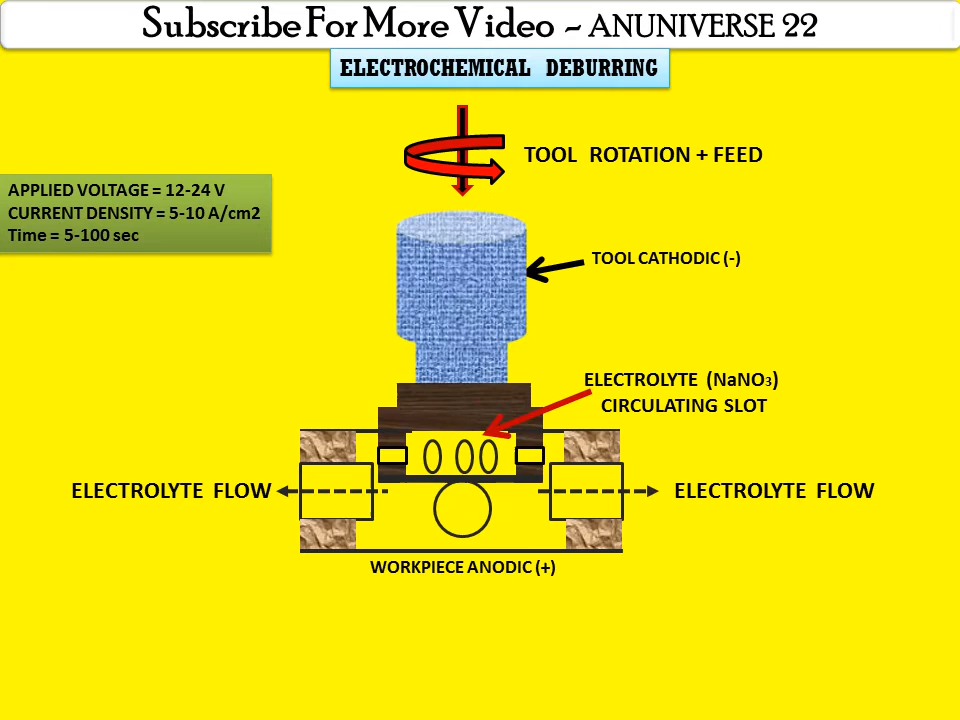 Subscribe For More Video - ANUNIVERSE 22
ELECTROCHEMICAL DEBURRING
TOOL ROTATION + FEED
APPLIED VOLTAGE = 12-24 V
CURRENT DENSITY = 5-10 A/cm2
Time = 5-100 sec
TOOL CATHODIC (-)
ELECTROLYTE (NaNO₃)
CIRCULATING SLOT
ELECTROLYTE FLOW
ELECTROLYTE FLOW
WORKPIECE ANODIC (+)